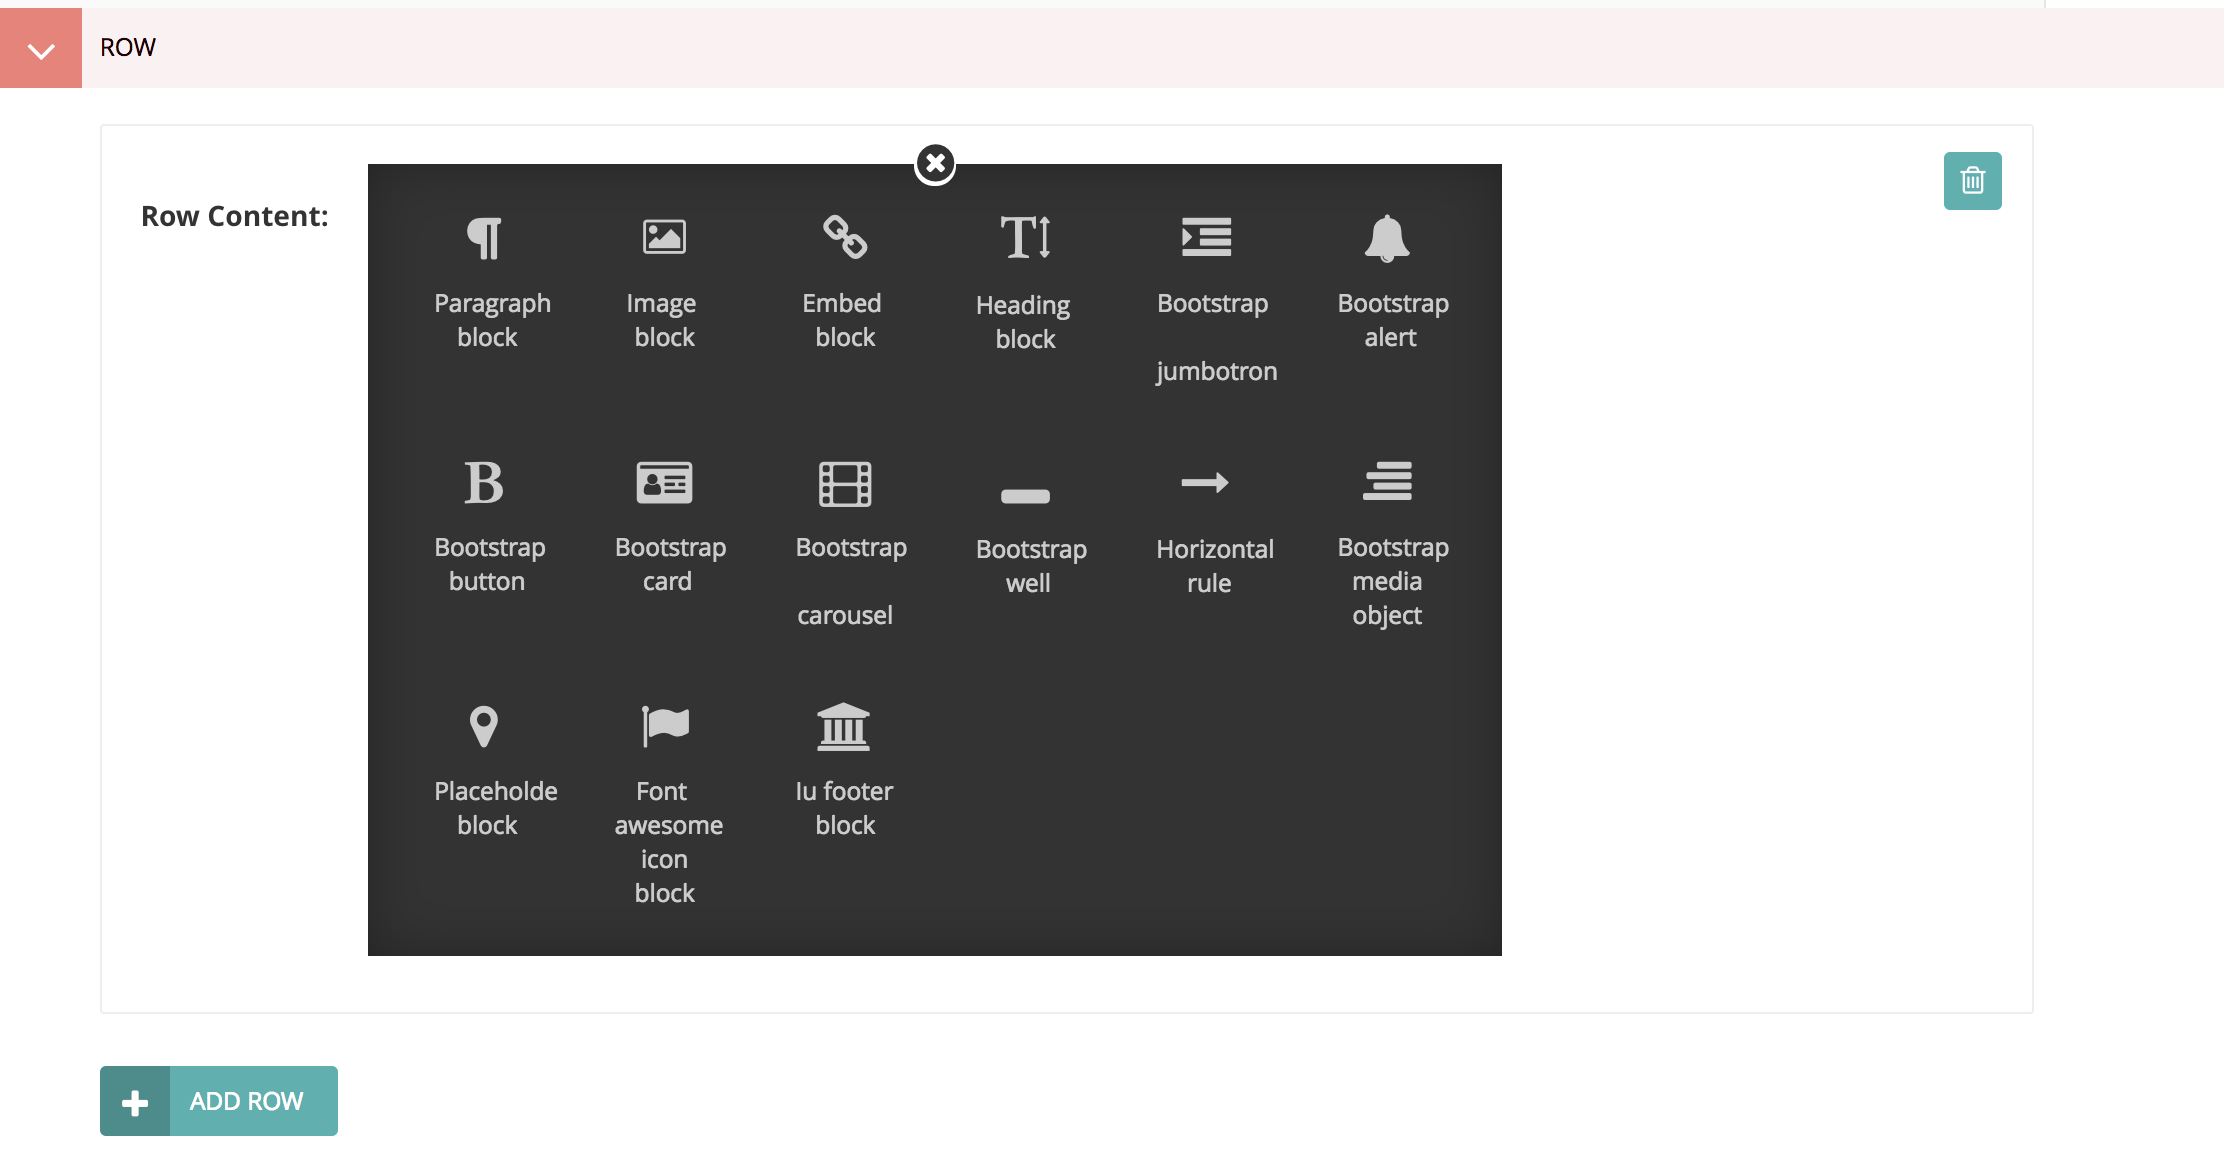 ROW
Row Content:
Paragraph
block
Image
block
Embed
block
Heading
block
Bootstrap
jumbotron
Bootstrap
alert
Bootstrap
button
Bootstrap
card
Bootstrap
carousel
Bootstrap
well
Horizontal
rule
Bootstrap
media
object
Placeholde
block
Font
awesome
icon
block
Iu footer
block
ADD ROW